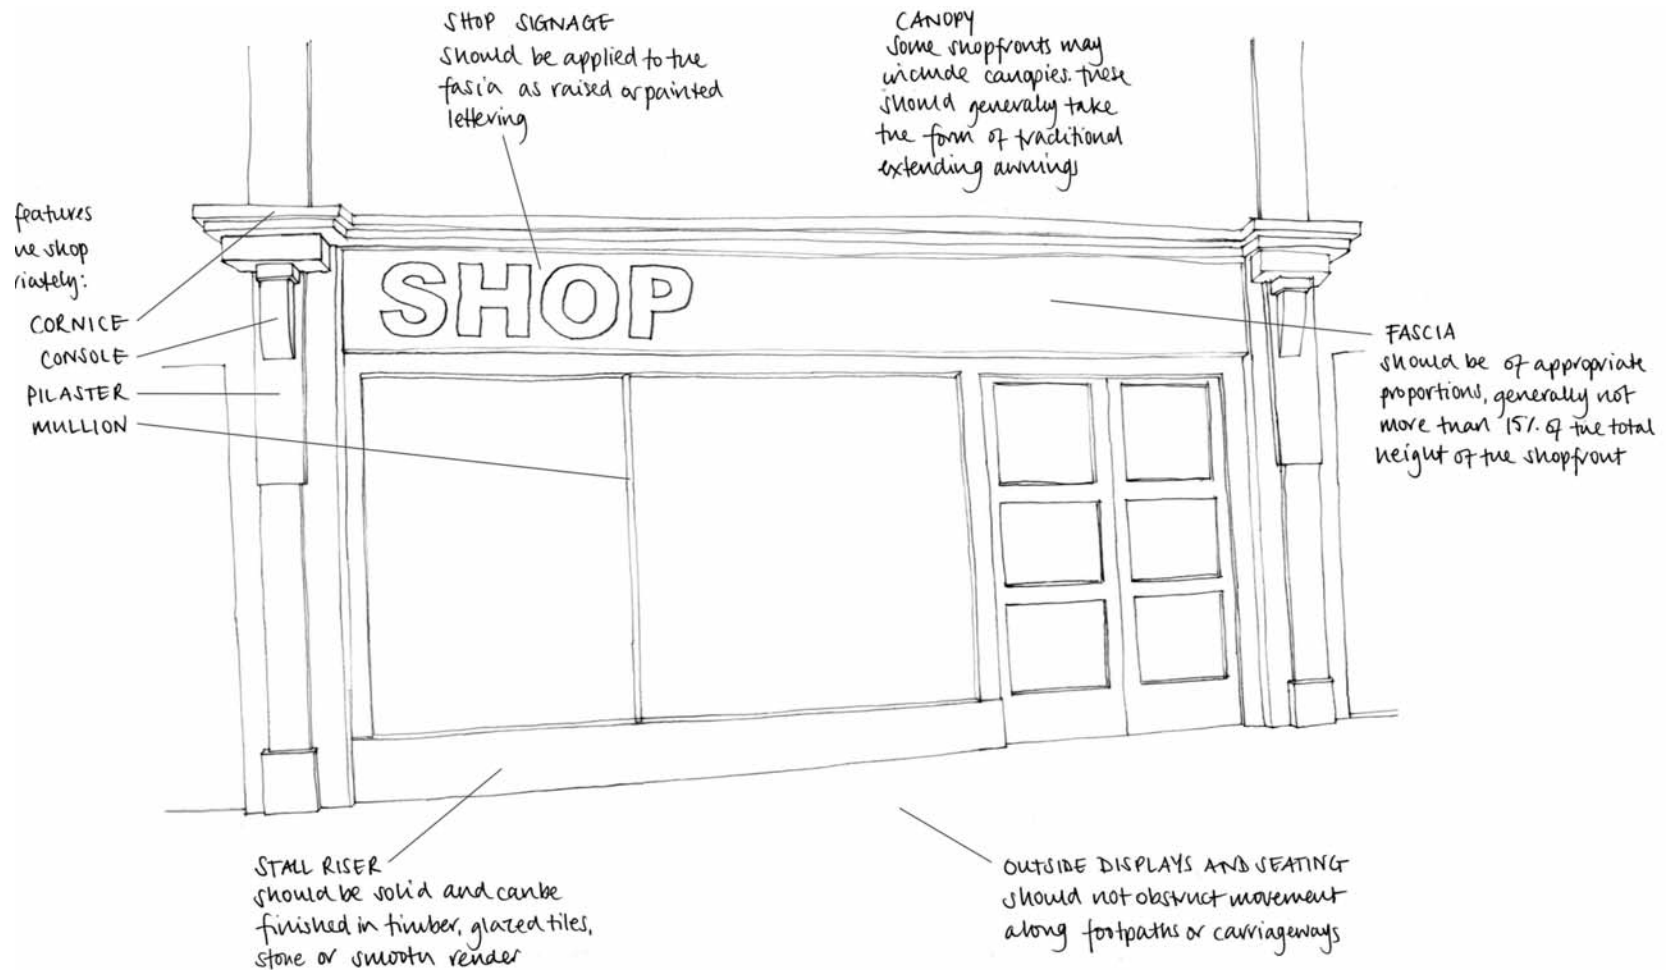 SHOP SIGNAGE
should be applied to the
fasia as raised or painted
lettering
CANOPY
Some shopfronts may
include canopies. these
should generally take
the form of traditional
extending awnings
features
shop
CORNICE
CONSOLE
PILASTER
MULLION
SHOP
FASCIA
should be of appropriate
proportions, generally not
more than 15% of the total
height of the shopfront
STALL RISER
should be solid and can be
finished in timber, glazed tiles,
stone or smooth render
OUTSIDE DISPLAYS AND SEATING
should not obstruct movement
along footpaths or carriageways